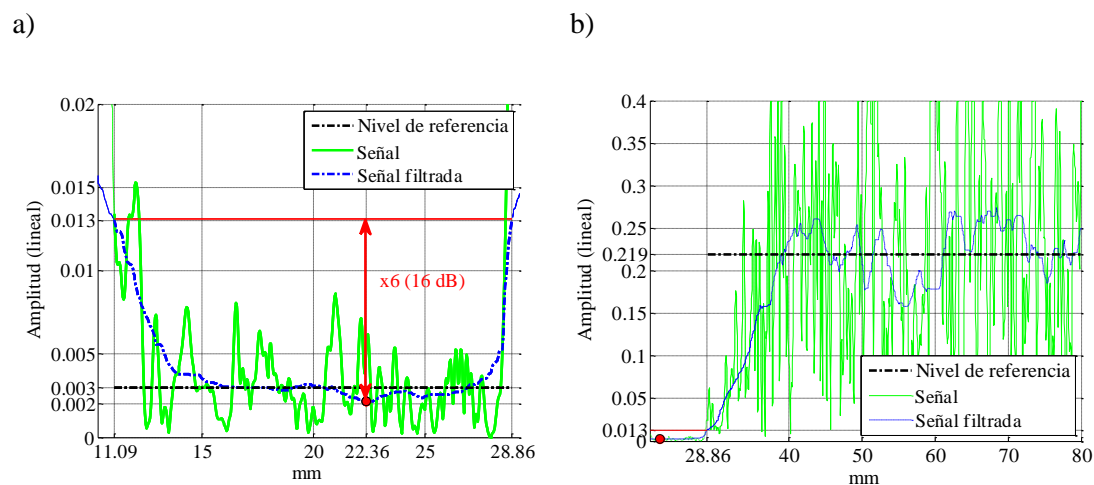 a)
b)
0.02
0.015
0.013
0.01
0.005
0.003
0.002
0
Amplitud (lineal)
11.09
15
20
22.36
25
28.86
mm
Nivel de referencia
Señal
Señal filtrada
x6 (16 dB)
0.4
0.35
0.3
0.25
0.219
0.2
0.15
0.1
0.05
0.013
0
Amplitud (lineal)
28.86
40
50
60
70
80
mm
Nivel de referencia
Señal
Señal filtrada